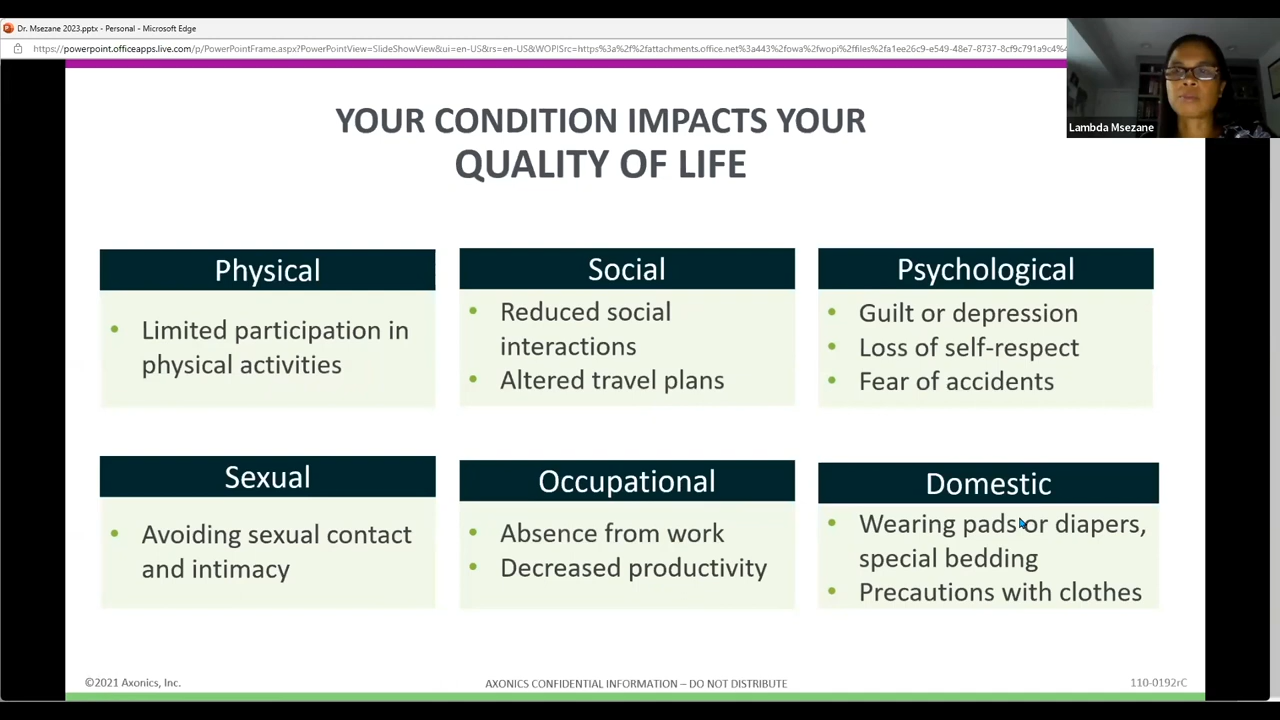 Dr. Msezane 2023.pptx - Personal - Microsoft Edge
https://powerpoint.officeapps.live.com/p/PowerPointFrame.aspx?PowerPointView=SlideShowView&ui=en-US&rs=en-US&WOPISrc=https%3a%2f%2fattachments.office.net%3a443%2fowa%2fwopi%2ffiles%2fa1ee26c9-e549-48e7-8737-8cf9c791a9c4%
Lambda Msezane
YOUR CONDITION IMPACTS YOUR
QUALITY OF LIFE
Physical
• Limited participation in
physical activities
Social
• Reduced social
interactions
• Altered travel plans
Psychological
• Guilt or depression
• Loss of self-respect
• Fear of accidents
Sexual
• Avoiding sexual contact
and intimacy
Occupational
• Absence from work
• Decreased productivity
Domestic
• Wearing pads or diapers,
special bedding
• Precautions with clothes
©2021 Axonics, Inc.
AXONICS CONFIDENTIAL INFORMATION – DO NOT DISTRIBUTE
110-0192rC